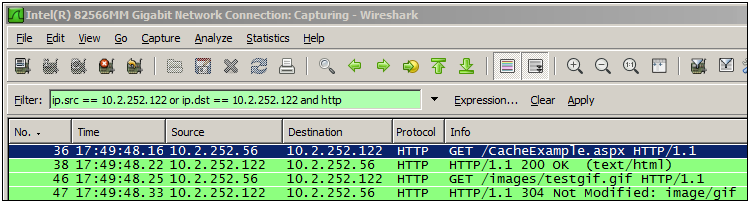 Intel(R) 82566MM Gigabit Network Connection: Capturing - Wireshark
File Edit View Go Capture Analyze Statistics Help
Filter: ip.src == 10.2.252.122 or ip.dst == 10.2.252.122 and http Expression... Clear Apply
No. Time Source Destination Protocol Info
36 17:49:48.16 10.2.252.56 10.2.252.122 HTTP GET /cacheExample.aspx HTTP/1.1
38 17:49:48.22 10.2.252.122 10.2.252.56 HTTP HTTP/1.1 200 OK (text/html)
46 17:49:48.25 10.2.252.56 10.2.252.122 HTTP GET /images/testgif.gif HTTP/1.1
47 17:49:48.33 10.2.252.122 10.2.252.56 HTTP HTTP/1.1 304 Not Modified: image/gif